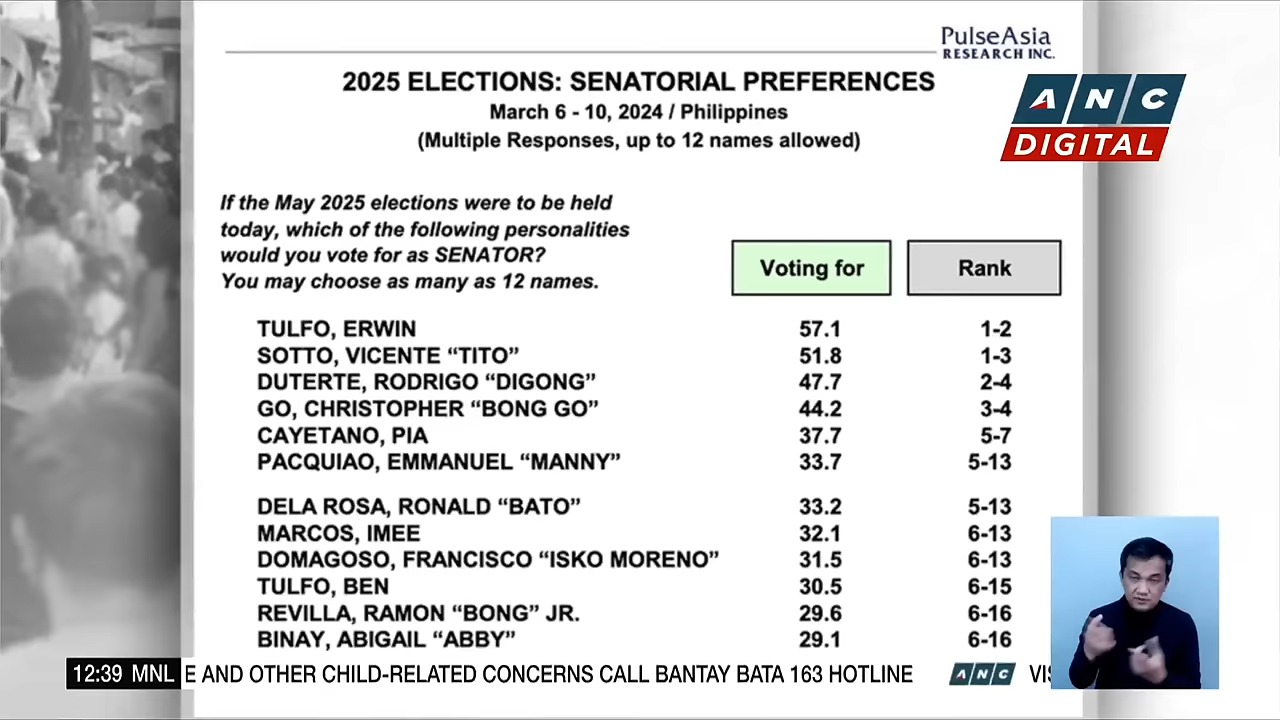 PulseAsia
RESEARCH INC.
2025 ELECTIONS: SENATORIAL PREFERENCES
March 6 - 10, 2024 / Philippines
(Multiple Responses, up to 12 names allowed)
ANC
DIGITAL
If the May 2025 elections were to be held
today, which of the following personalities
would you vote for as SENATOR?
You may choose as many as 12 names.
Voting for Rank
TULFO, ERWIN 57.1 1-2
SOTTO, VICENTE “TITO” 51.8 1-3
DUTERTE, RODRIGO “DIGONG” 47.7 2-4
GO, CHRISTOPHER “BONG GO” 44.2 3-4
CAYETANO, PIA 37.7 5-7
PACQUIAO, EMMANUEL “MANNY” 33.7 5-13
DELA ROSA, RONALD “BATO” 33.2 5-13
MARCOS, IMEE 32.1 6-13
DOMAGOSO, FRANCISCO “ISKO MORENO” 31.5 6-13
TULFO, BEN 30.5 6-15
REVILLA, RAMON “BONG” JR. 29.6 6-16
BINAY, ABIGAIL “ABBY” 29.1 6-16
12:39 MNL E AND OTHER CHILD-RELATED CONCERNS CALL BANTAY BATA 163 HOTLINE ANC VIS